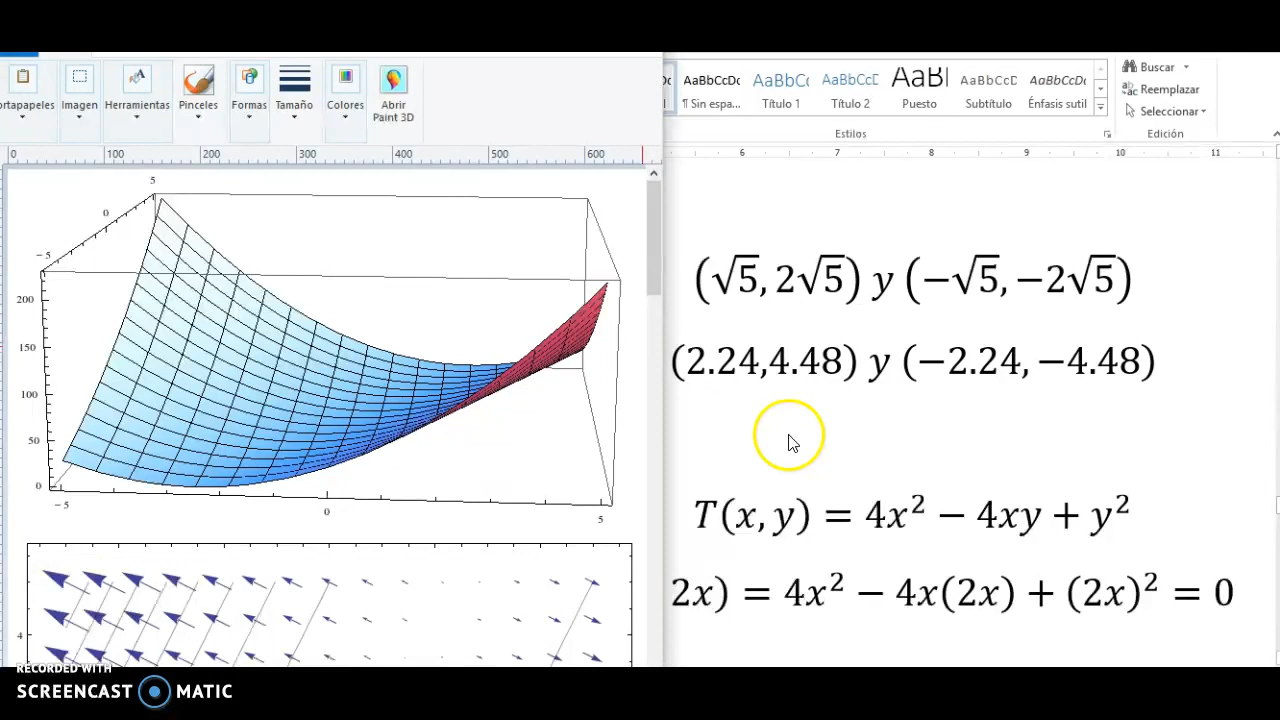 ortapapeles
Imagen
Herramientas
Pinceles
Formas
Tamaño
Colores
Abrir
Paint 3D
AaBbCcDc
¶ Sin espa...
AaBbCc
Título 1
AaBbCcD
Título 2
AaBl
Puesto
AaBbCcD
Subtítulo
AaBbCcDc
Énfasis sutil
Buscar
Reemplazar
Seleccionar
Estilos
Edición
0 100 200 300 400 500 600
6 7 8 9 10 11
5
0
−5
200
150
100
50
0
−5 0 5
4
(√5, 2√5) y (−√5, −2√5)
(2.24,4.48) y (−2.24, −4.48)
T(x, y) = 4x² − 4xy + y²
2x) = 4x² − 4x(2x) + (2x)² = 0
RECORDED WITH
SCREENCAST MATIC